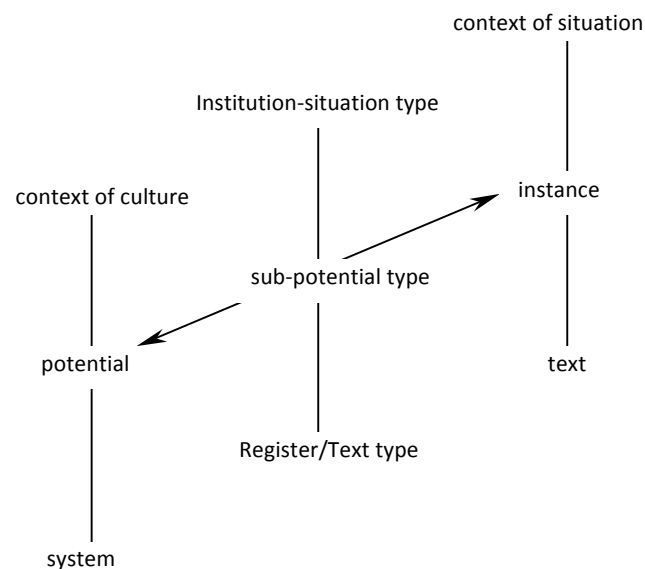 context of situation
Institution-situation type
context of culture
instance
sub-potential type
potential
text
Register/Text type
system